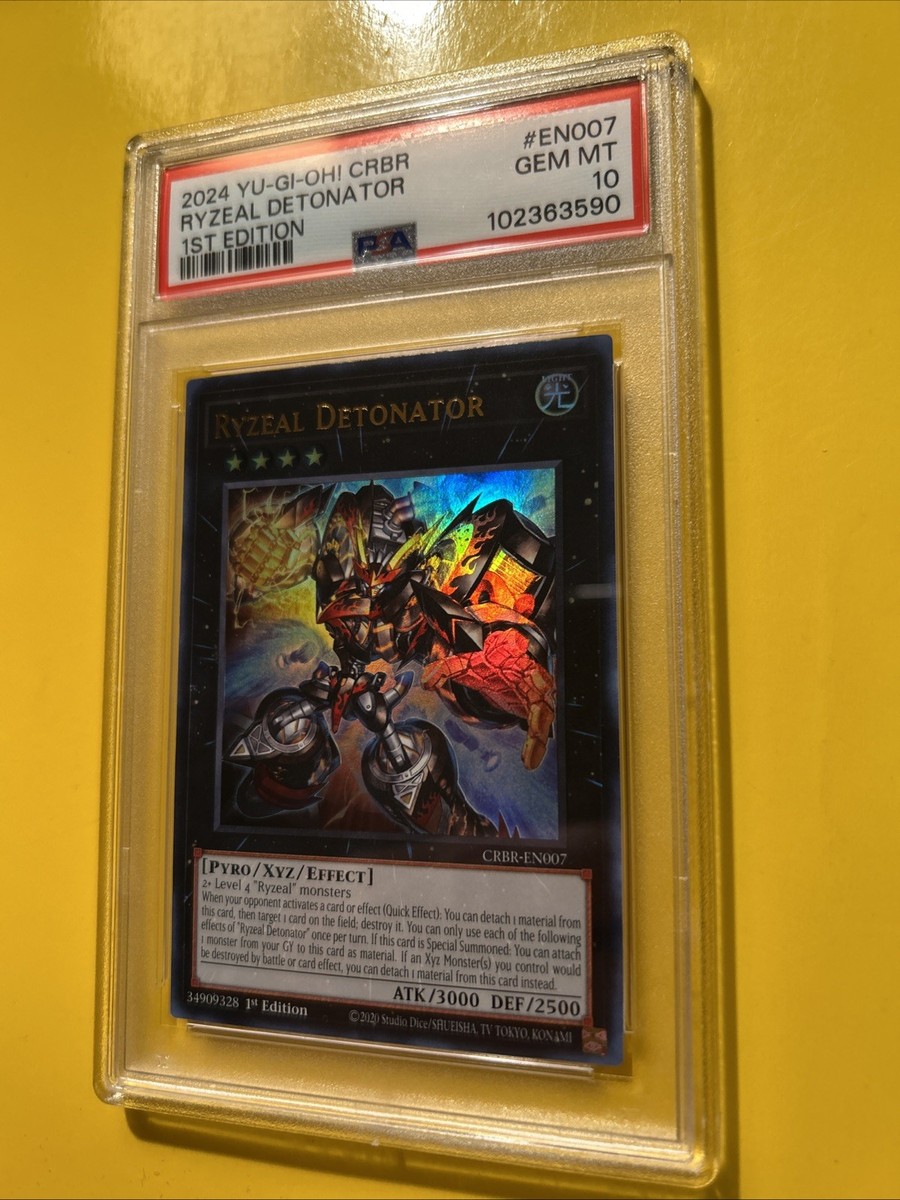 2024 YU-GI-OH! CRBR
#EN007
RYZEAL DETONATOR
GEM MT
1ST EDITION
10
PSA
102363590
RYZEAL DETONATOR
LIGHT
光
CRBR-EN007
[PYRO/XYZ/EFFECT]
2+ Level 4 "Ryzeal" monsters
When your opponent activates a card or effect (Quick Effect): You can detach 1 material from
this card, then target 1 card on the field; destroy it. You can only use each of the following
effects of "Ryzeal Detonator" once per turn. If this card is Special Summoned: You can attach
1 monster from your GY to this card as material. If an Xyz Monster(s) you control would
be destroyed by battle or card effect, you can detach 1 material from this card instead.
ATK/3000 DEF/2500
34909328 1st Edition
©2020 Studio Dice/SHUEISHA, TV TOKYO, KONAMI